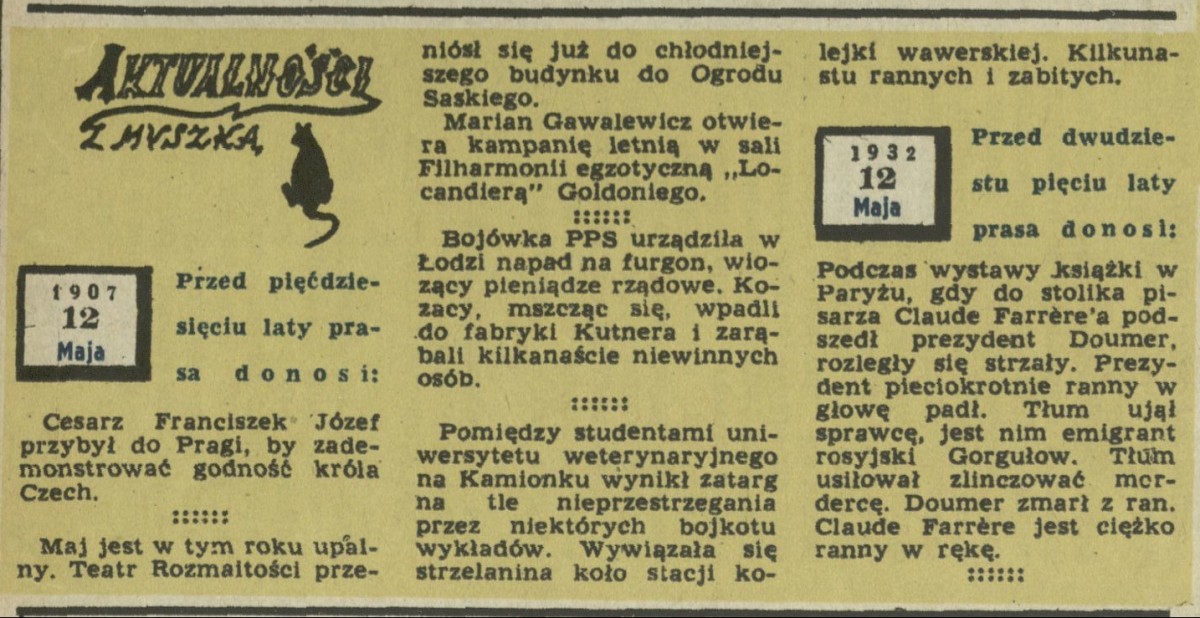 AKTUALNOŚCI
Z MYSZKĄ
1907
12
Maja
Przed pięćdzie-
sięciu laty pra-
sa donosi:
Cesarz Franciszek Józef
przybył do Pragi, by zade-
monstrować godność króla
Czech.
::::::
Maj jest w tym roku upal-
ny. Teatr Rozmaitości prze-
niósł się już do chłodniej-
szego budynku do Ogrodu
Saskiego.
Marian Gawalewicz otwie-
ra kampanię letnią w sali
Filharmonii egzotyczną „Lo-
candierą" Goldoniego.
::::::
Bojówka PPS urządziła w
Łodzi napad na furgon, wio-
zący pieniądze rządowe. Ko-
zacy, mszcząc się, wpadli
do fabryki Kutnera i zarą-
bali kilkanaście niewinnych
osób.
::::::
Pomiędzy studentami uni-
wersytetu weterynaryjnego
na Kamionku wynikł zatarg
na tle nieprzestrzegania
przez niektórych bojkotu
wykładów. Wywiązała się
strzelanina koło stacji ko-
lejki wawerskiej. Kilkuna-
stu rannych i zabitych.
1932
12
Maja
Przed dwudzie-
stu pięciu laty
prasa donosi:
Podczas wystawy książki w
Paryżu, gdy do stolika pi-
sarza Claude Farrère'a pod-
szedł prezydent Doumer,
rozległy się strzały. Prezy-
dent pieciokrotnie ranny w
głowę padł. Tłum ujął
sprawcę, jest nim emigrant
rosyjski Gorgułow. Tłum
usiłował zlinczować mor-
dercę. Doumer zmarł z ran.
Claude Farrère jest ciężko
ranny w rękę.
::::::